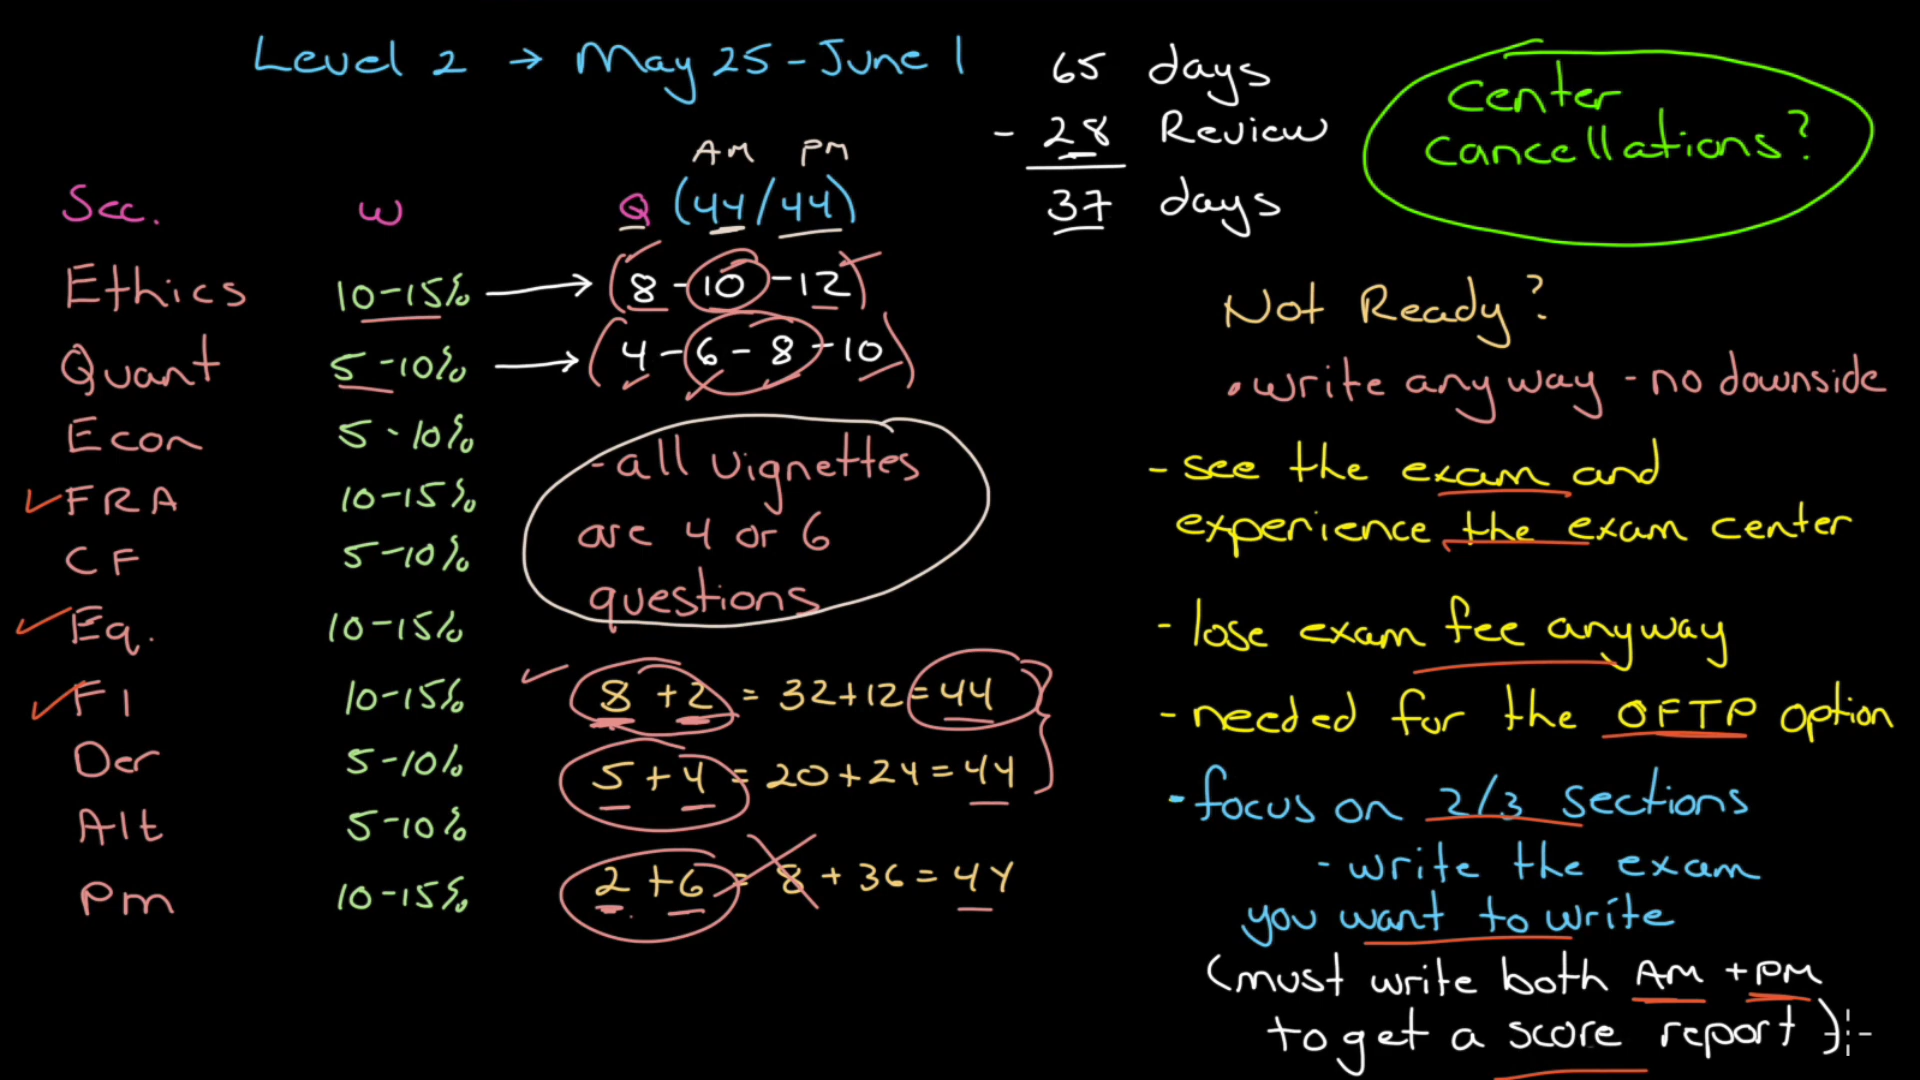 Level 2 → May 25 - June 1
65 days
- 28 Review
37 days
center
cancellations?
AM PM
Sec. W Q (44/44)
Ethics 10-15% → (8-10-12)
Quant 5-10% → (4-6-8-10)
Econ 5-10%
FRA 10-15%
CF 5-10%
Eq. 10-15%
FI 10-15%
Der 5-10%
Alt 5-10%
Pm 10-15%
- all vignettes
are 4 or 6
questions
8 + 2 = 32 + 12 = 44
5 + 4 = 20 + 24 = 44
2 + 6 = 8 + 36 = 44
Not Ready?
• write any way - no downside
- see the exam and
experience the exam center
- lose exam fee anyway
- needed for the OFTP option
- focus on 2/3 sections
- write the exam
you want to write
(must write both AM + PM
to get a score report)